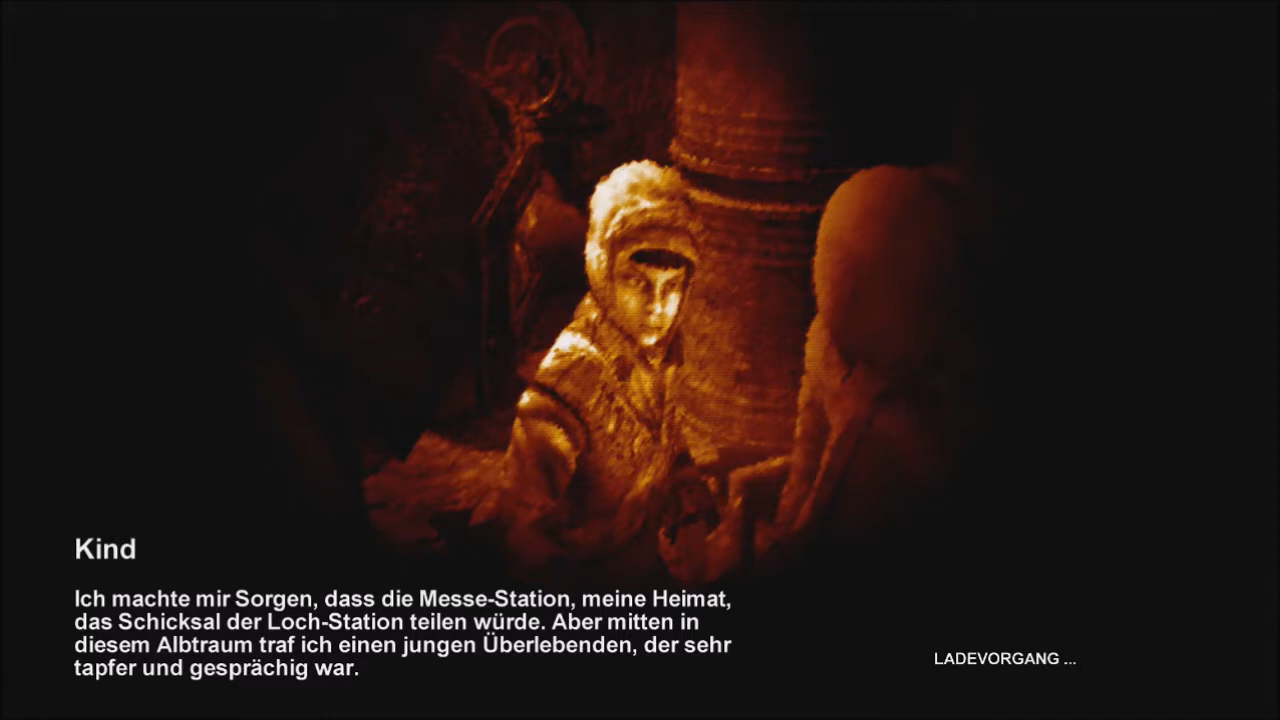 Kind
Ich machte mir Sorgen, dass die Messe-Station, meine Heimat,
das Schicksal der Loch-Station teilen würde. Aber mitten in
diesem Albtraum traf ich einen jungen Überlebenden, der sehr
tapfer und gesprächig war.
LADEVORGANG ...